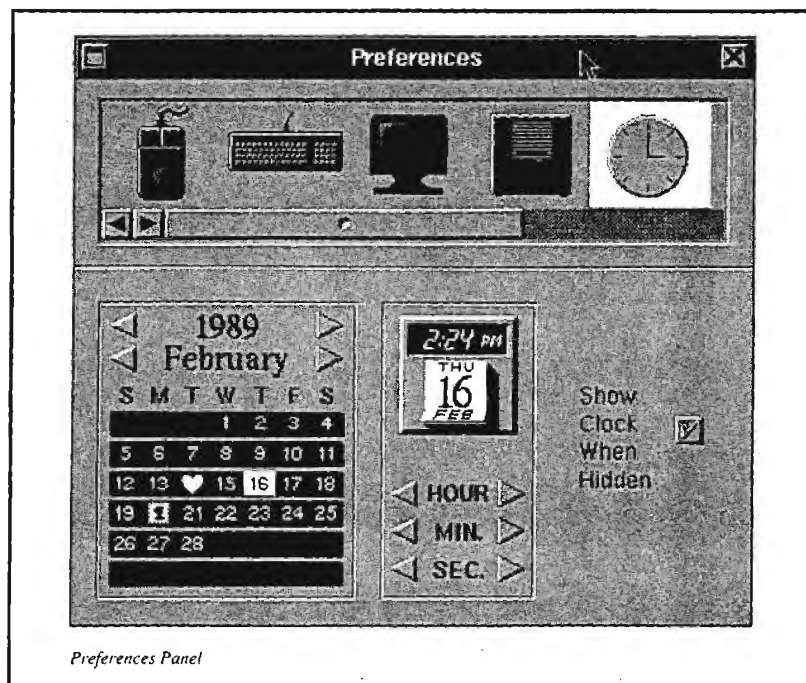 Preferences
1989
February
S M T W T F S
1 2 3 4
5 6 7 8 9 10 11
12 13 15 16 17 18
19 21 22 23 24 25
26 27 28
2:24 PM
THU
16
FEB
HOUR
MIN.
SEC.
Show
Clock
When
Hidden
Preferences Panel